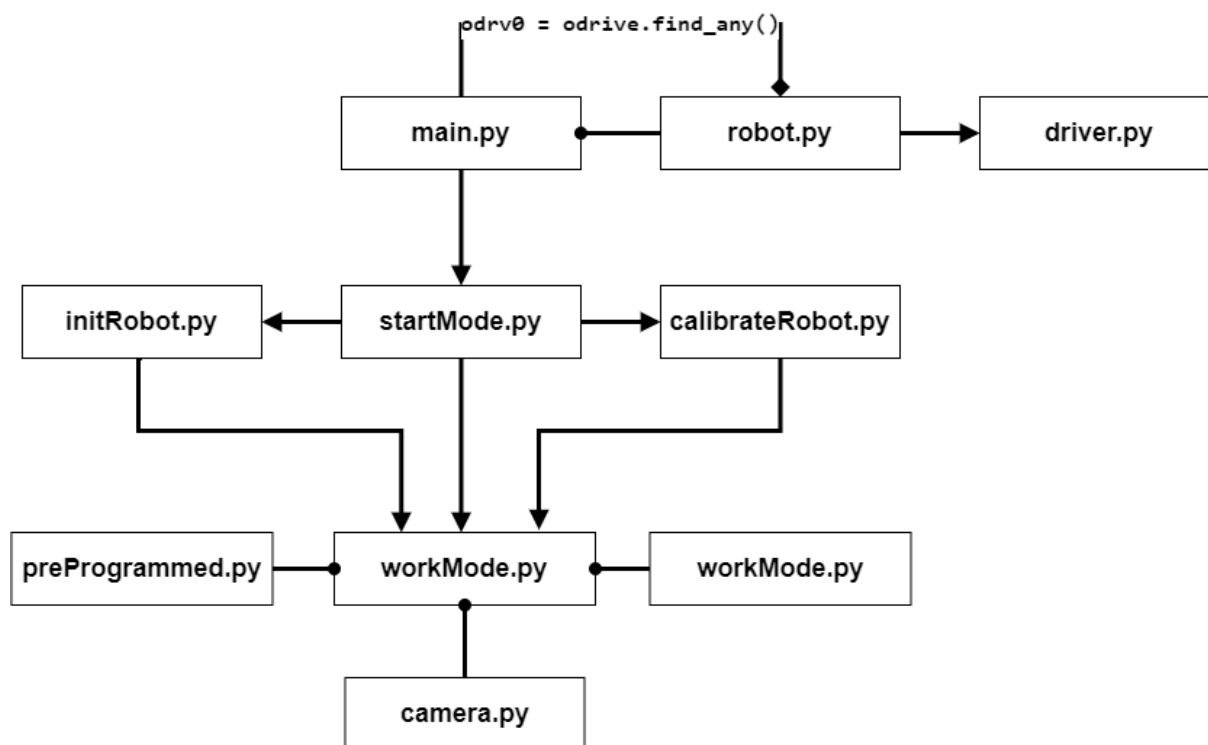 odrv0 = odrive.find_any()
main.py
robot.py
driver.py
initRobot.py
startMode.py
calibrateRobot.py
preProgrammed.py
workMode.py
workMode.py
camera.py